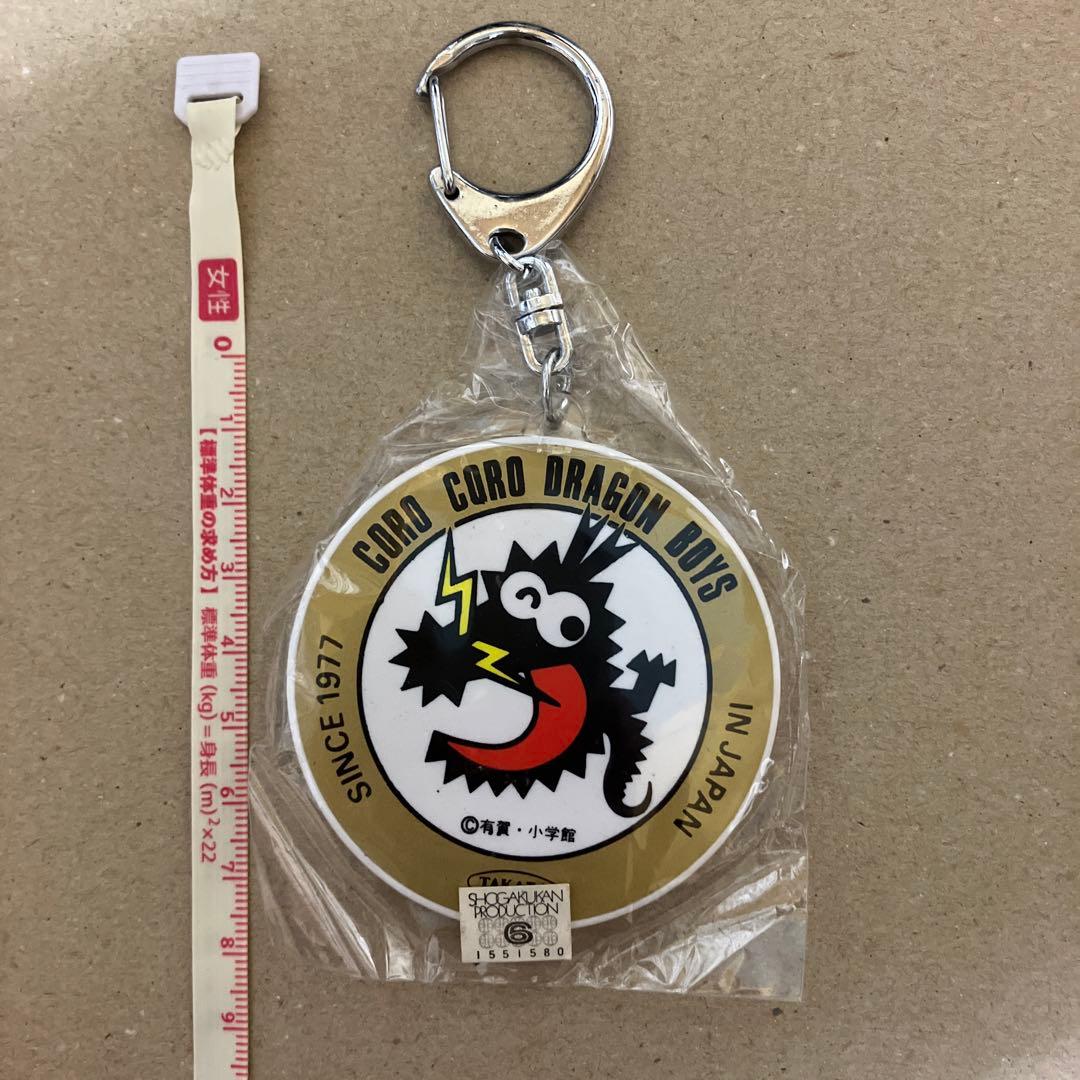 女性
0
1
2
3
4
5
6
7
8
9
【標準体重の求め方】 標準体重 (kg) = 身長 (m)²×22
CORO CORO DRAGON BOYS
SINCE 1977
IN JAPAN
©有賀・小学館
SHOGAKUKAN
PRODUCTION
6
1551580